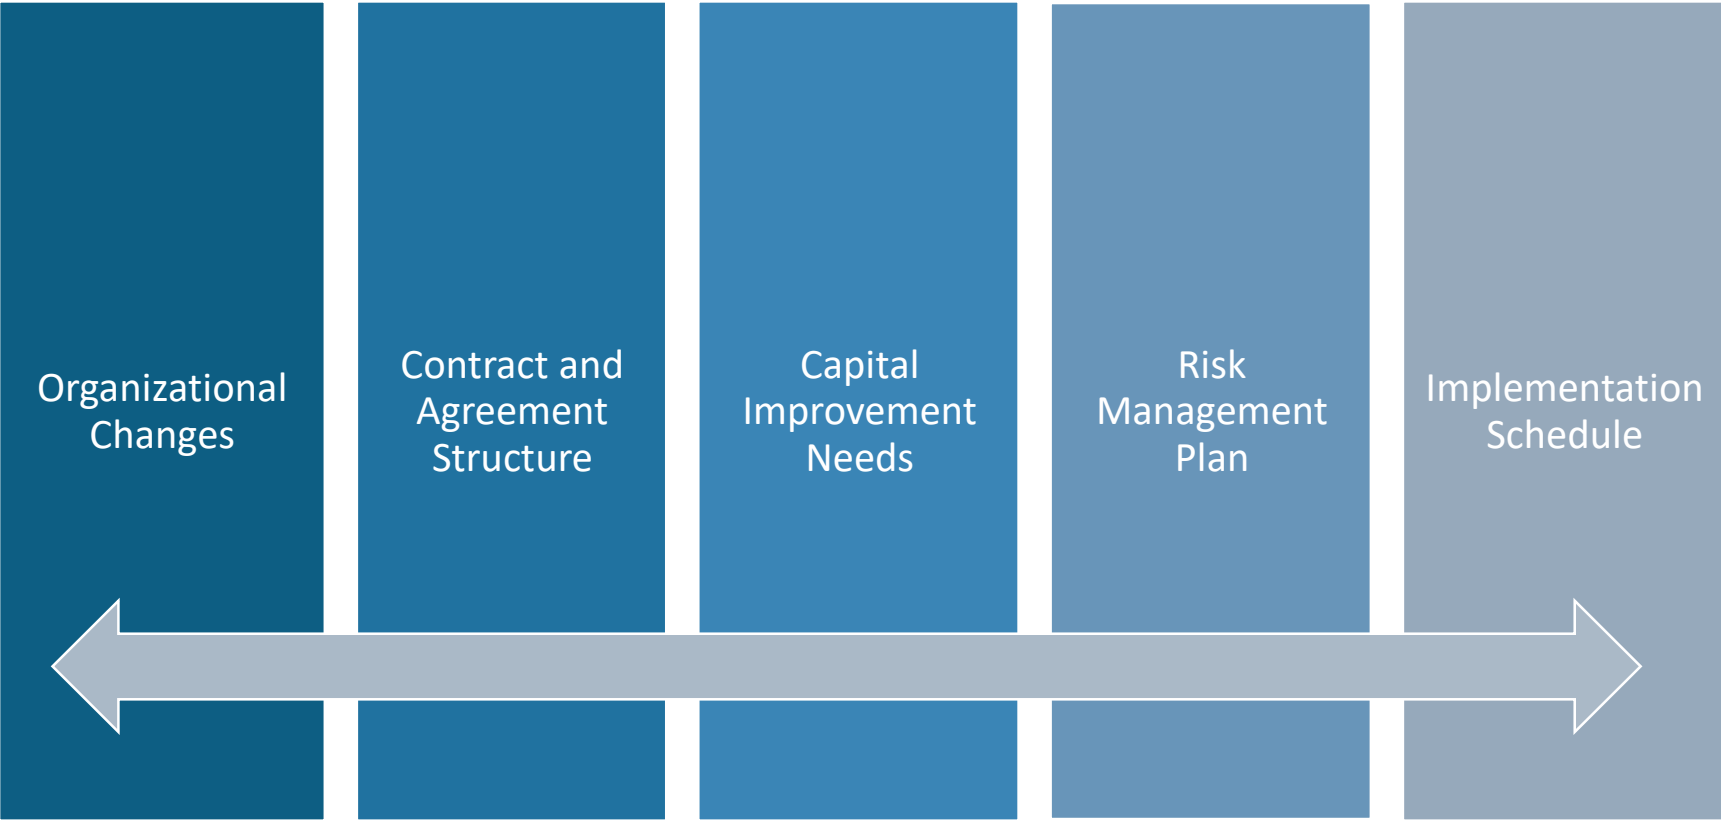 Organizational
Changes
Contract and
Agreement
Structure
Capital
Improvement
Needs
Risk
Management
Plan
Implementation
Schedule